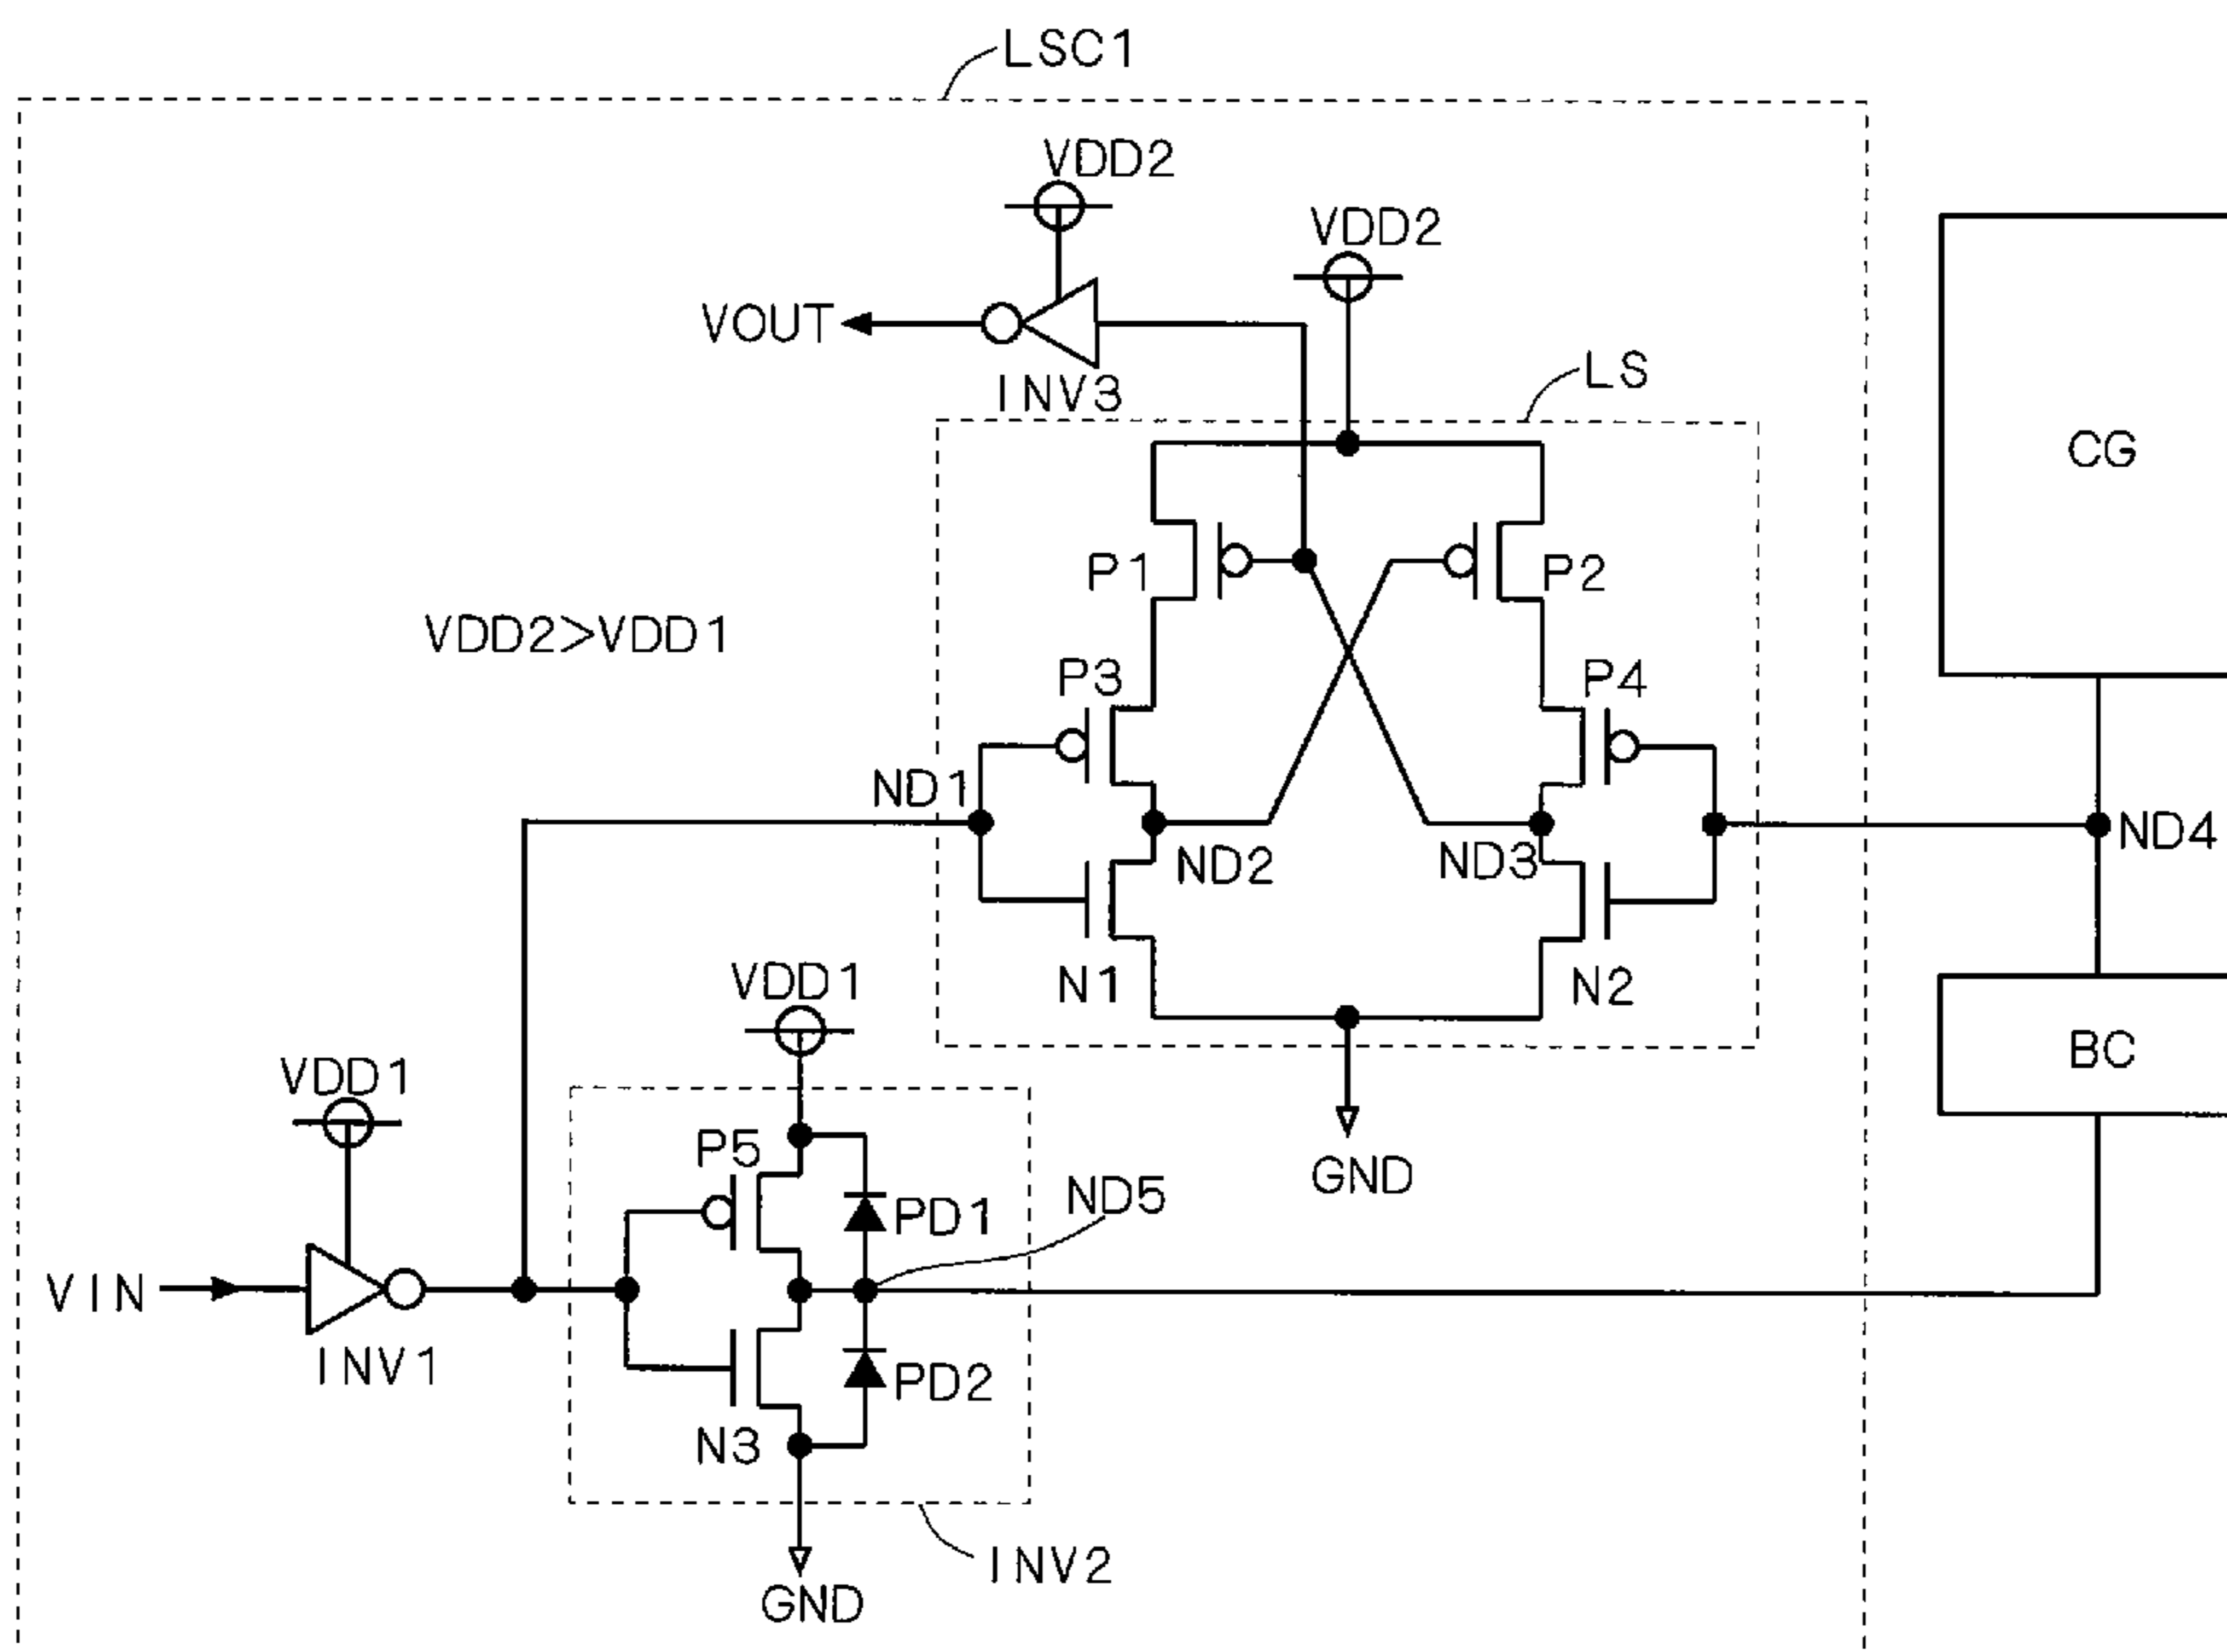 LSC1
VDD2
VDD2
VOUT
INV3
LS
CG
P1
P2
VDD2>VDD1
P3
P4
ND1
ND2
ND3
ND4
N1
N2
VDD1
BC
VDD1
P5
ND5
GND
PD1
VIN
INV1
PD2
N3
INV2
GND